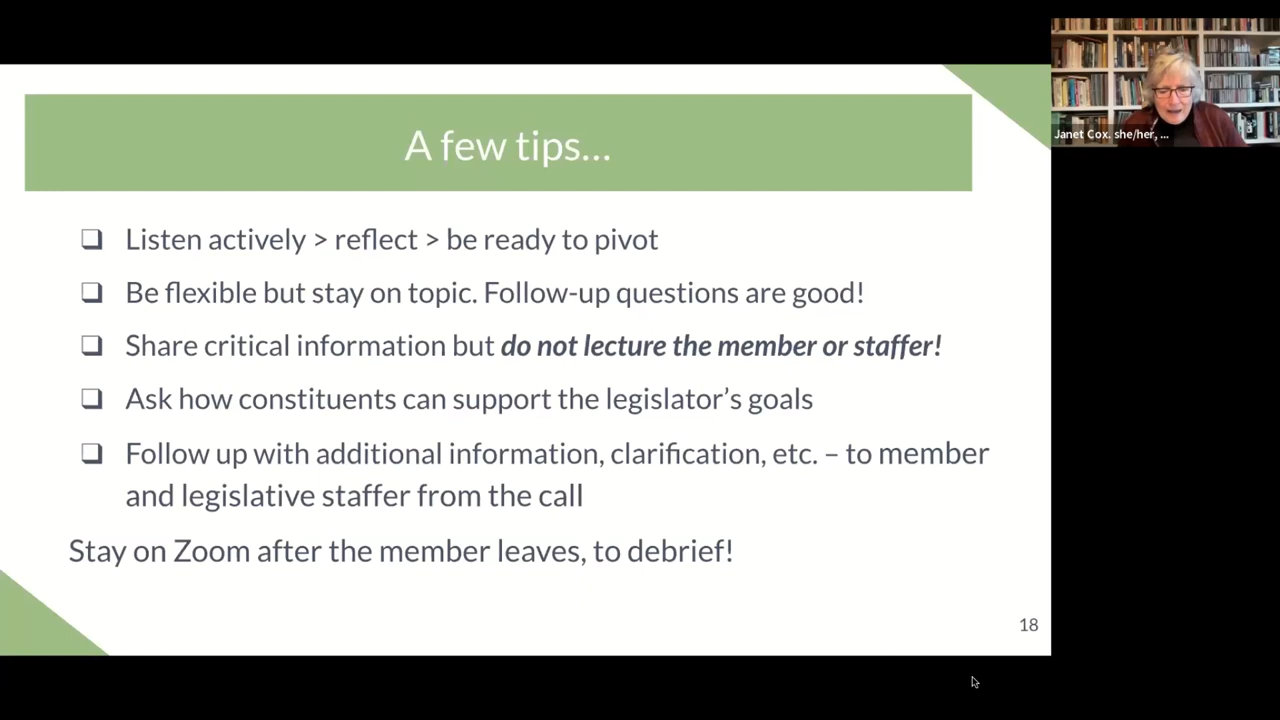 A few tips...
❏ Listen actively > reflect > be ready to pivot
❏ Be flexible but stay on topic. Follow-up questions are good!
❏ Share critical information but do not lecture the member or staffer!
❏ Ask how constituents can support the legislator’s goals
❏ Follow up with additional information, clarification, etc. – to member
and legislative staffer from the call
Stay on Zoom after the member leaves, to debrief!
18
Janet Cox. she/her, ...